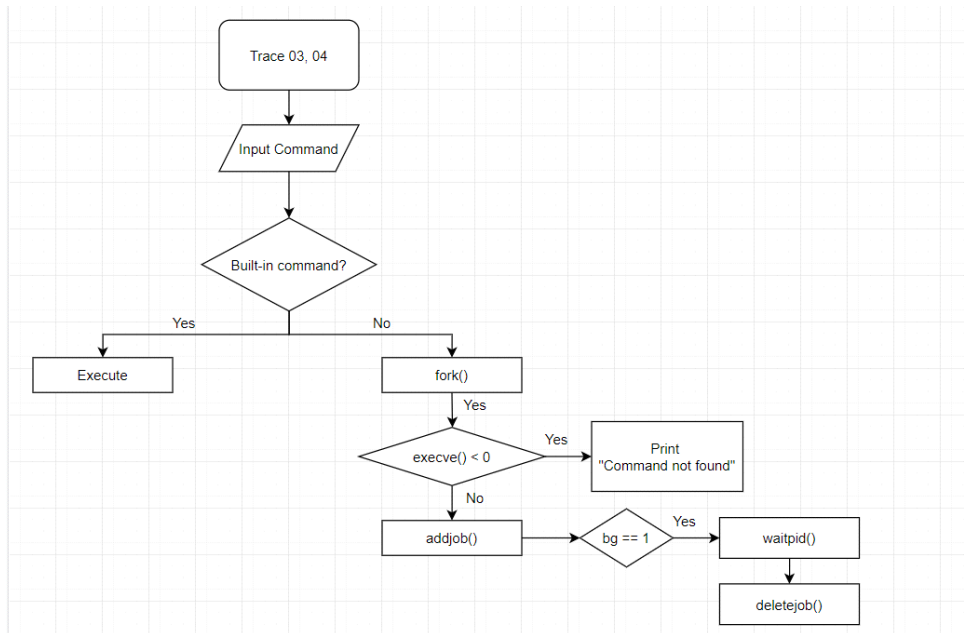 Trace 03, 04
Input Command
Built-in command?
Yes
No
Execute
fork()
Yes
execve() < 0
Yes
Print
"Command not found"
No
addjob()
bg == 1
Yes
waitpid()
deletejob()